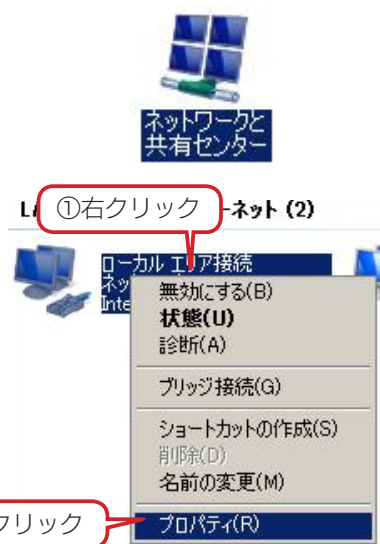 ネットワークと
共有センター
①右クリック
ーネット (2)
ローカル エリア接続
無効にする(B)
状態(U)
診断(A)
ブリッジ接続(G)
ショートカットの作成(S)
削除(D)
名前の変更(M)
クリック
プロパティ(R)